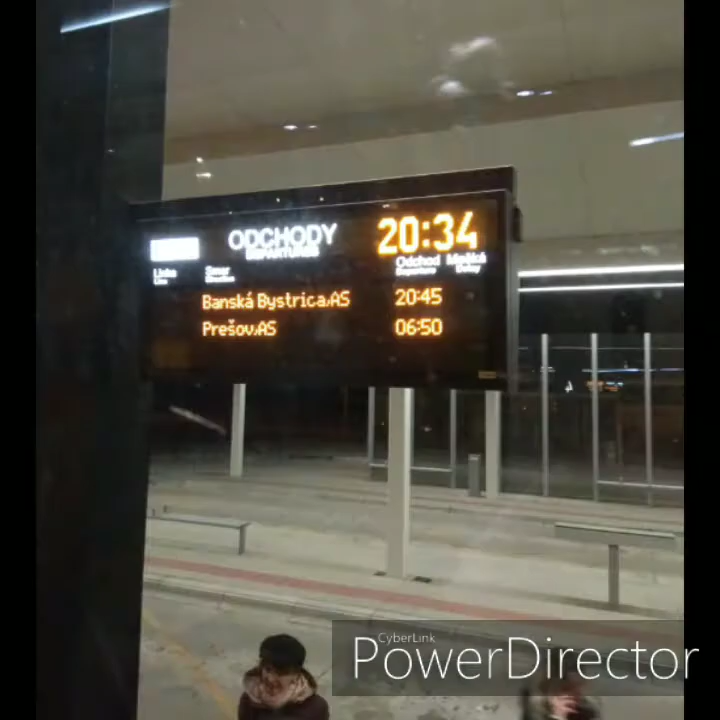 ODCHODY 20:34
DEPARTURES
Linka Smer Odchod Mešká
Line Direction Departure Delay
Banská Bystrica,AS 20:45
Prešov,AS 06:50
CyberLink
PowerDirector